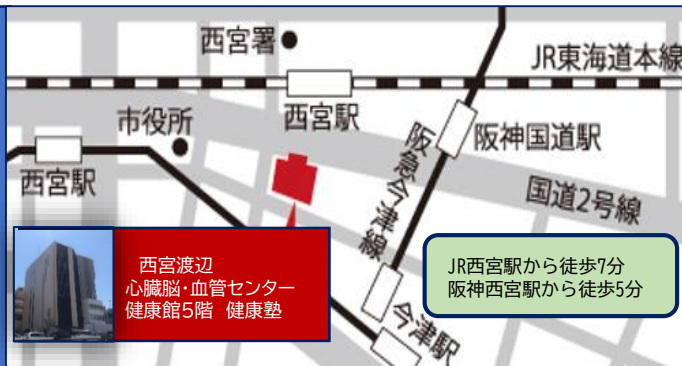 西宮署
JR東海道本線
西宮駅
市役所
阪神国道駅
西宮駅
阪急今津線
国道2号線
西宮渡辺
心臓脳・血管センター
健康館5階 健康塾
JR西宮駅から徒歩7分
阪神西宮駅から徒歩5分
今津駅